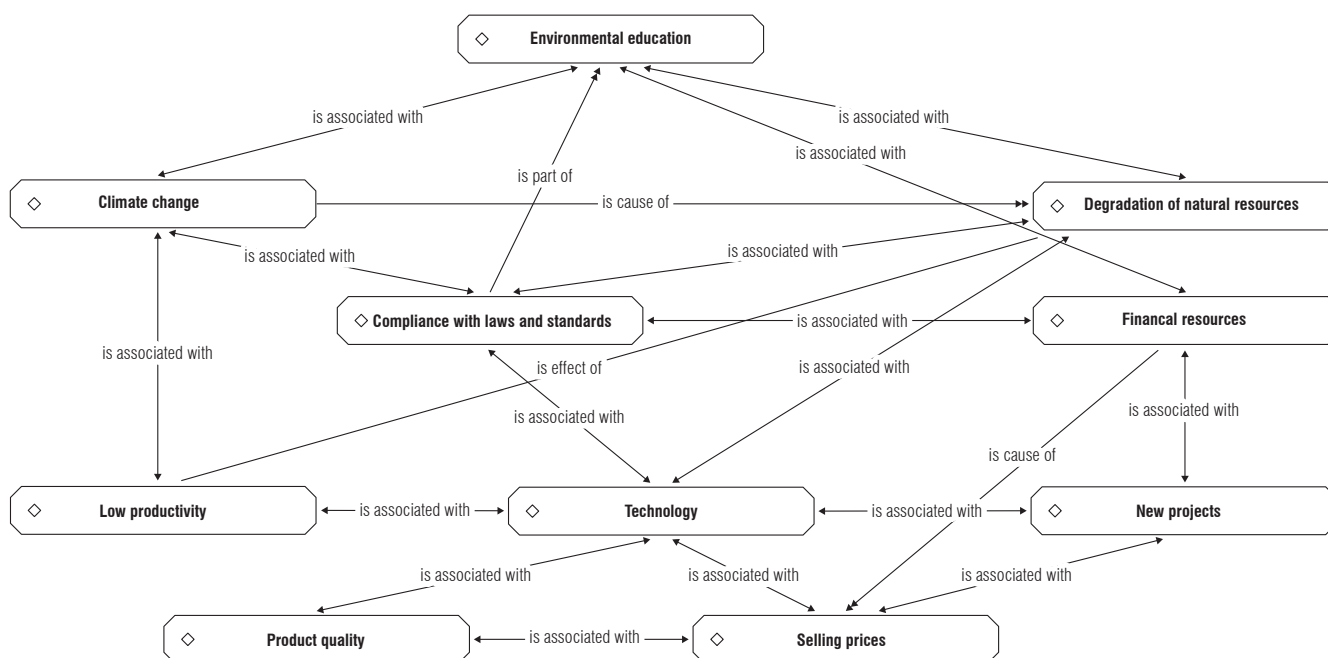 Environmental education
is associated with
is associated with
is associated with
is part of
Climate change
is cause of
Degradation of natural resources
is associated with
is associated with
Compliance with laws and standards
is associated with
Financal resources
is associated with
is effect of
is associated with
is associated with
is associated with
is cause of
Low productivity
is associated with
Technology
is associated with
New projects
is associated with
is associated with
is associated with
Product quality
is associated with
Selling prices